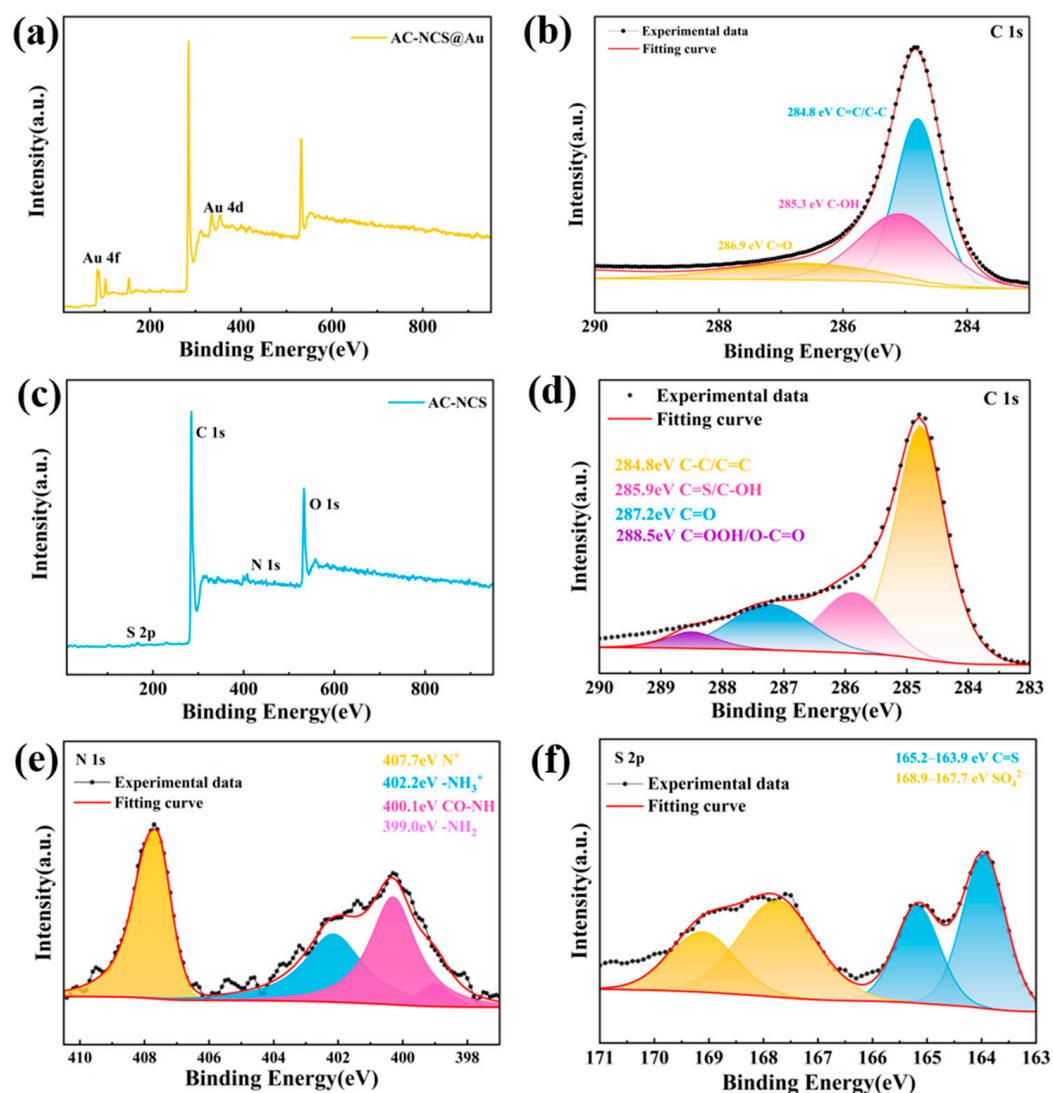 (a)
AC-NCS@Au
Au 4f
Au 4d
Intensity(a.u.)
200 400 600 800
Binding Energy(eV)
(b)
Experimental data
Fitting curve
C 1s
284.8 eV C=C/C-C
285.3 eV C-OH
286.9 eV C=O
Intensity(a.u.)
290 288 286 284
Binding Energy(eV)
(c)
AC-NCS
C 1s
O 1s
N 1s
S 2p
Intensity(a.u.)
200 400 600 800
Binding Energy(eV)
(d)
Experimental data
Fitting curve
C 1s
284.8eV C-C/C=C
285.9eV C=S/C-OH
287.2eV C=O
288.5eV C=OOH/O-C=O
Intensity(a.u.)
290 289 288 287 286 285 284 283
Binding Energy(eV)
(e)
N 1s
Experimental data
Fitting curve
407.7eV N⁺
402.2eV -NH₃⁺
400.1eV CO-NH
399.0eV -NH₂
Intensity(a.u.)
410 408 406 404 402 400 398
Binding Energy(eV)
(f)
S 2p
Experimental data
Fitting curve
165.2–163.9 eV C=S
168.9–167.7 eV SO₄²⁻
Intensity(a.u.)
171 170 169 168 167 166 165 164 163
Binding Energy(eV)